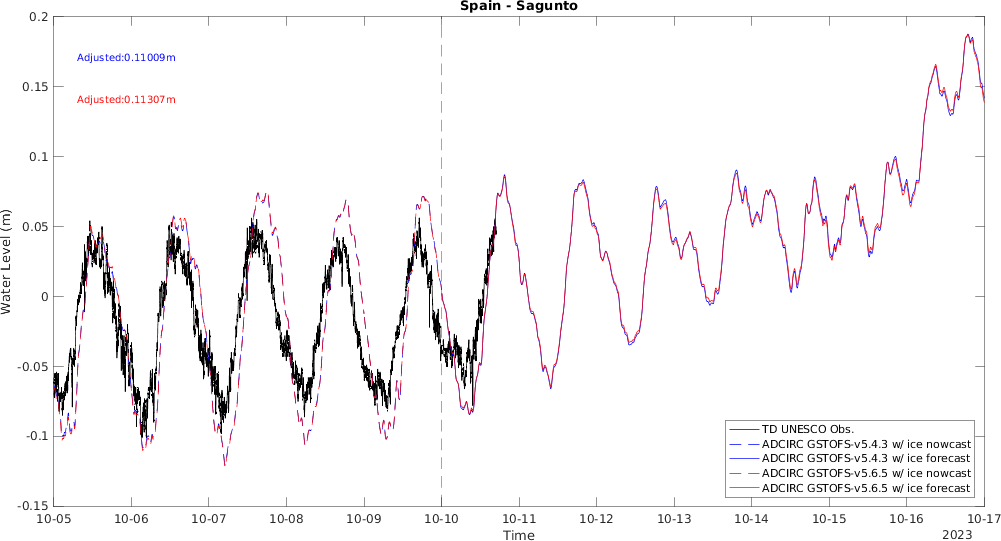 Spain - Sagunto
0.2
0.15
0.1
0.05
0
-0.05
-0.1
-0.15
Water Level (m)
Adjusted:0.11009m
Adjusted:0.11307m
TD UNESCO Obs.
ADCIRC GSTOFS-v5.4.3 w/ ice nowcast
ADCIRC GSTOFS-v5.4.3 w/ ice forecast
ADCIRC GSTOFS-v5.6.5 w/ ice nowcast
ADCIRC GSTOFS-v5.6.5 w/ ice forecast
10-05 10-06 10-07 10-08 10-09 10-10 10-11 10-12 10-13 10-14 10-15 10-16 10-17
Time
2023